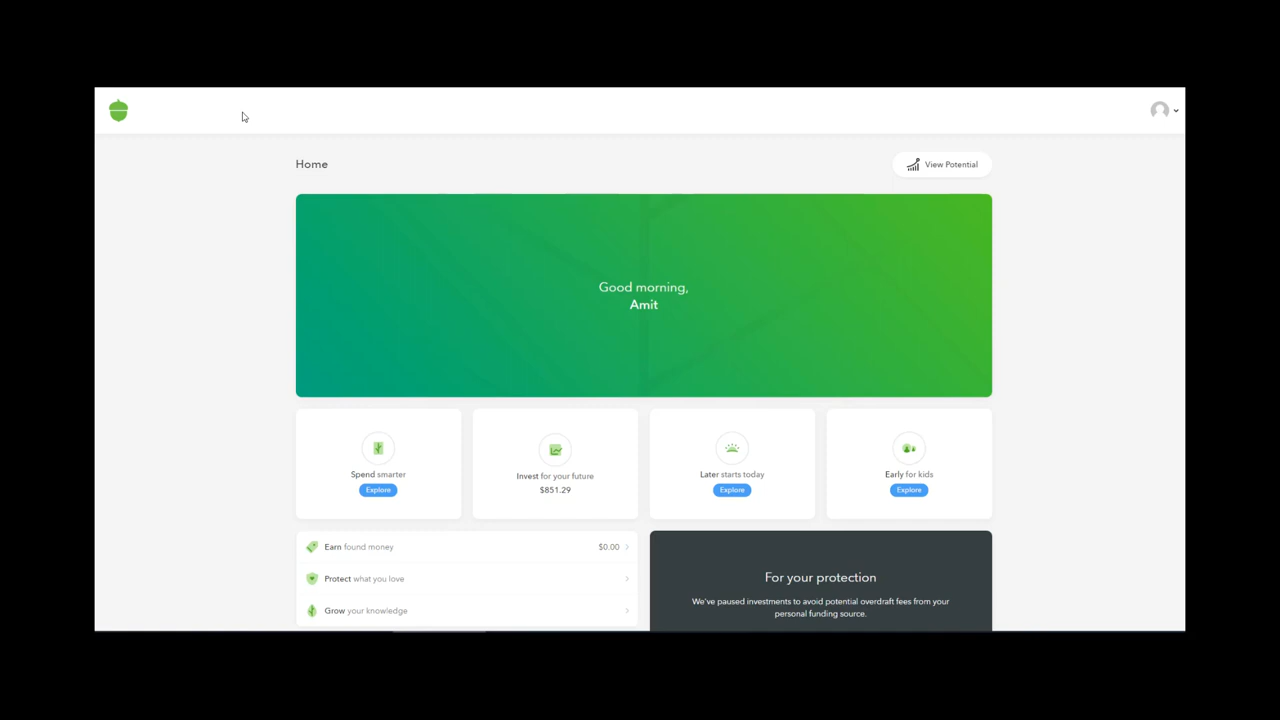 Home
View Potential
Good morning,
Amit
Spend smarter
Explore
Invest for your future
$851.29
Later starts today
Explore
Early for kids
Explore
Earn found money
$0.00
Protect what you love
Grow your knowledge
For your protection
We've paused investments to avoid potential overdraft fees from your
personal funding source.